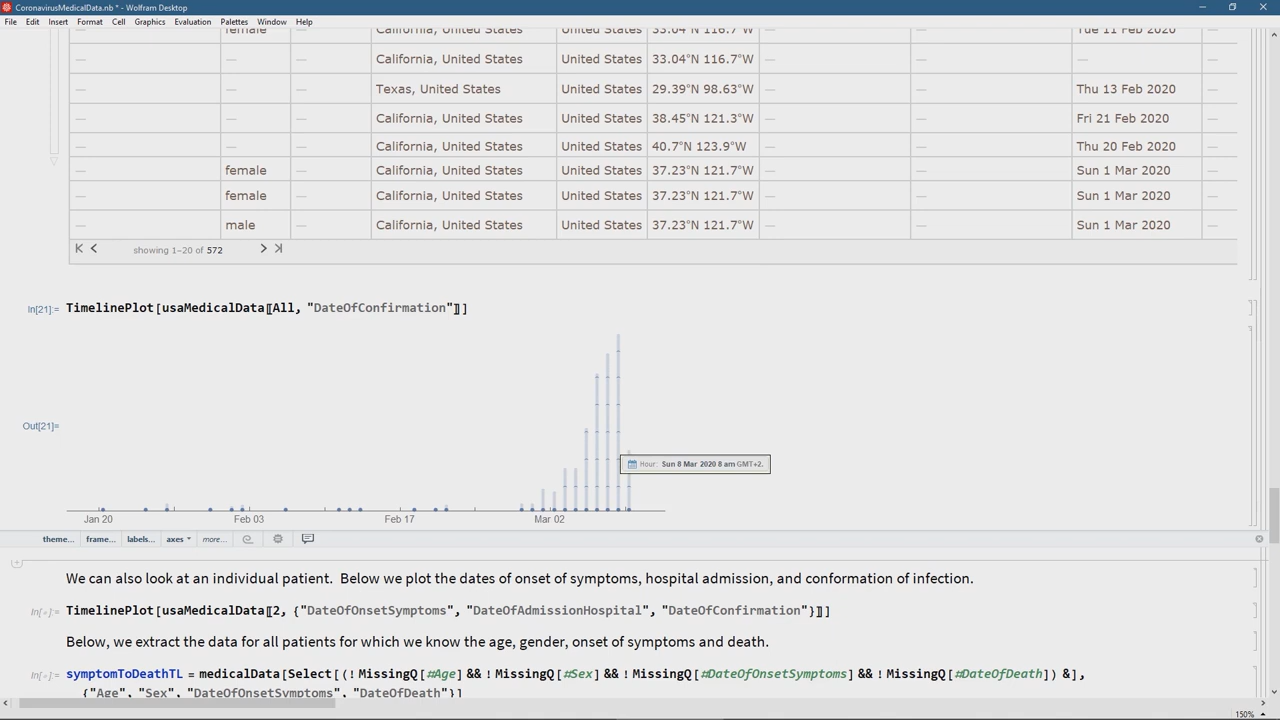 CoronavirusMedicalData.nb * - Wolfram Desktop
File Edit Insert Format Cell Graphics Evaluation Palettes Window Help
— female — California, United States United States 33.04°N 116.7°W — — Tue 11 Feb 2020 —
— — — California, United States United States 33.04°N 116.7°W — — — —
— — — Texas, United States United States 29.39°N 98.63°W — — Thu 13 Feb 2020 —
— — — California, United States United States 38.45°N 121.3°W — — Fri 21 Feb 2020 —
— — — California, United States United States 40.7°N 123.9°W — — Thu 20 Feb 2020 —
— female — California, United States United States 37.23°N 121.7°W — — Sun 1 Mar 2020 —
— female — California, United States United States 37.23°N 121.7°W — — Sun 1 Mar 2020 —
— male — California, United States United States 37.23°N 121.7°W — — Sun 1 Mar 2020 —
showing 1–20 of 572
In[21]:= TimelinePlot[usaMedicalData〚All, "DateOfConfirmation"〛]
Out[21]=
Hour: Sun 8 Mar 2020 8 am GMT+2.
Jan 20 Feb 03 Feb 17 Mar 02
theme... frame... labels... axes more...
We can also look at an individual patient. Below we plot the dates of onset of symptoms, hospital admission, and conformation of infection.
In[∘]:= TimelinePlot[usaMedicalData〚2, {"DateOfOnsetSymptoms", "DateOfAdmissionHospital", "DateOfConfirmation"}〛]
Below, we extract the data for all patients for which we know the age, gender, onset of symptoms and death.
In[∘]:= symptomToDeathTL = medicalData[Select[(! MissingQ[#Age] && ! MissingQ[#Sex] && ! MissingQ[#DateOfOnsetSymptoms] && ! MissingQ[#DateOfDeath]) &],
{"Age", "Sex", "DateOfOnsetSymptoms", "DateOfDeath"}]
150%